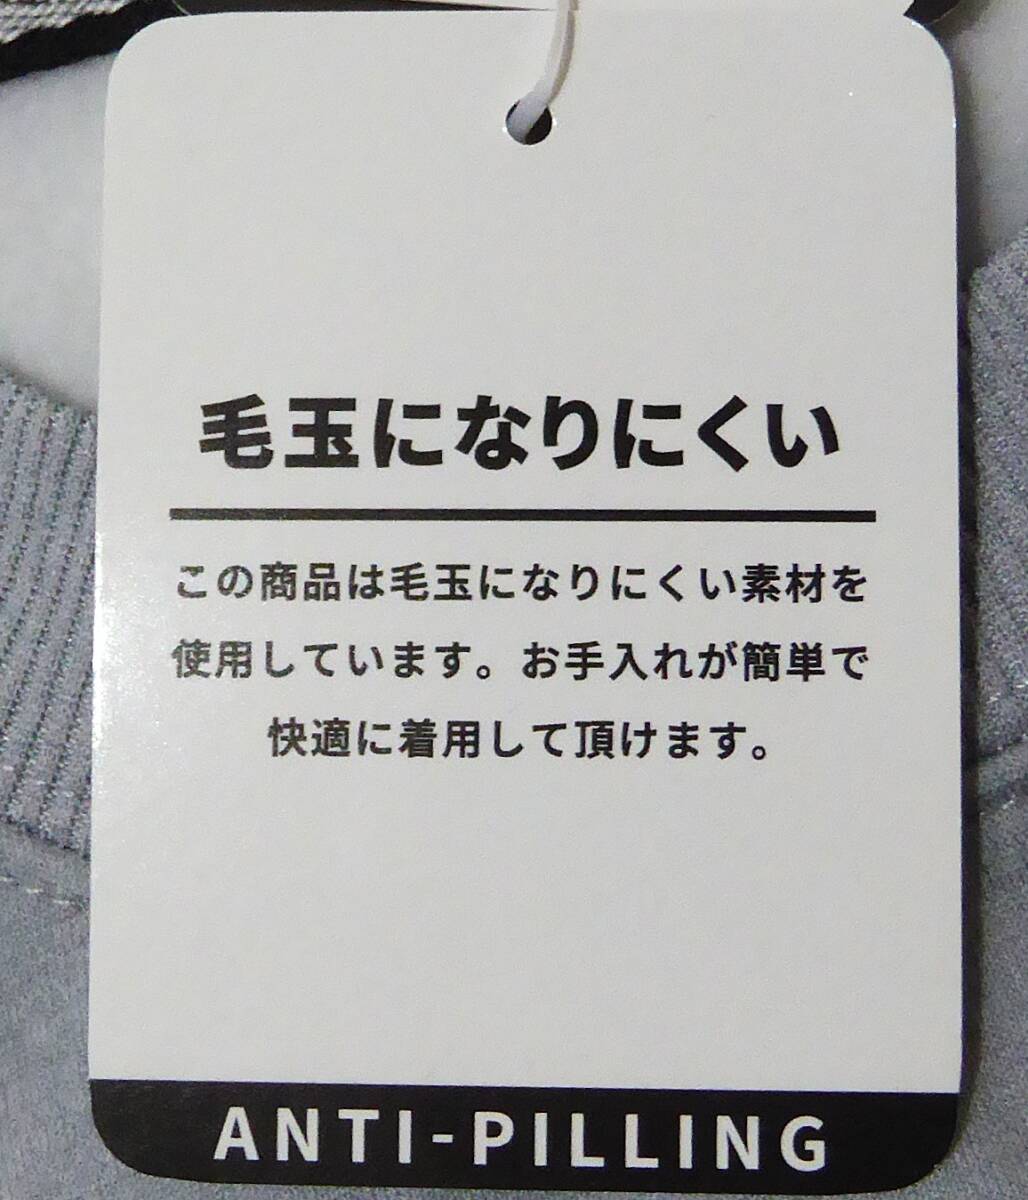 毛玉になりにくい
この商品は毛玉になりにくい素材を
使用しています。お手入れが簡単で
快適に着用して頂けます。
ANTI-PILLING